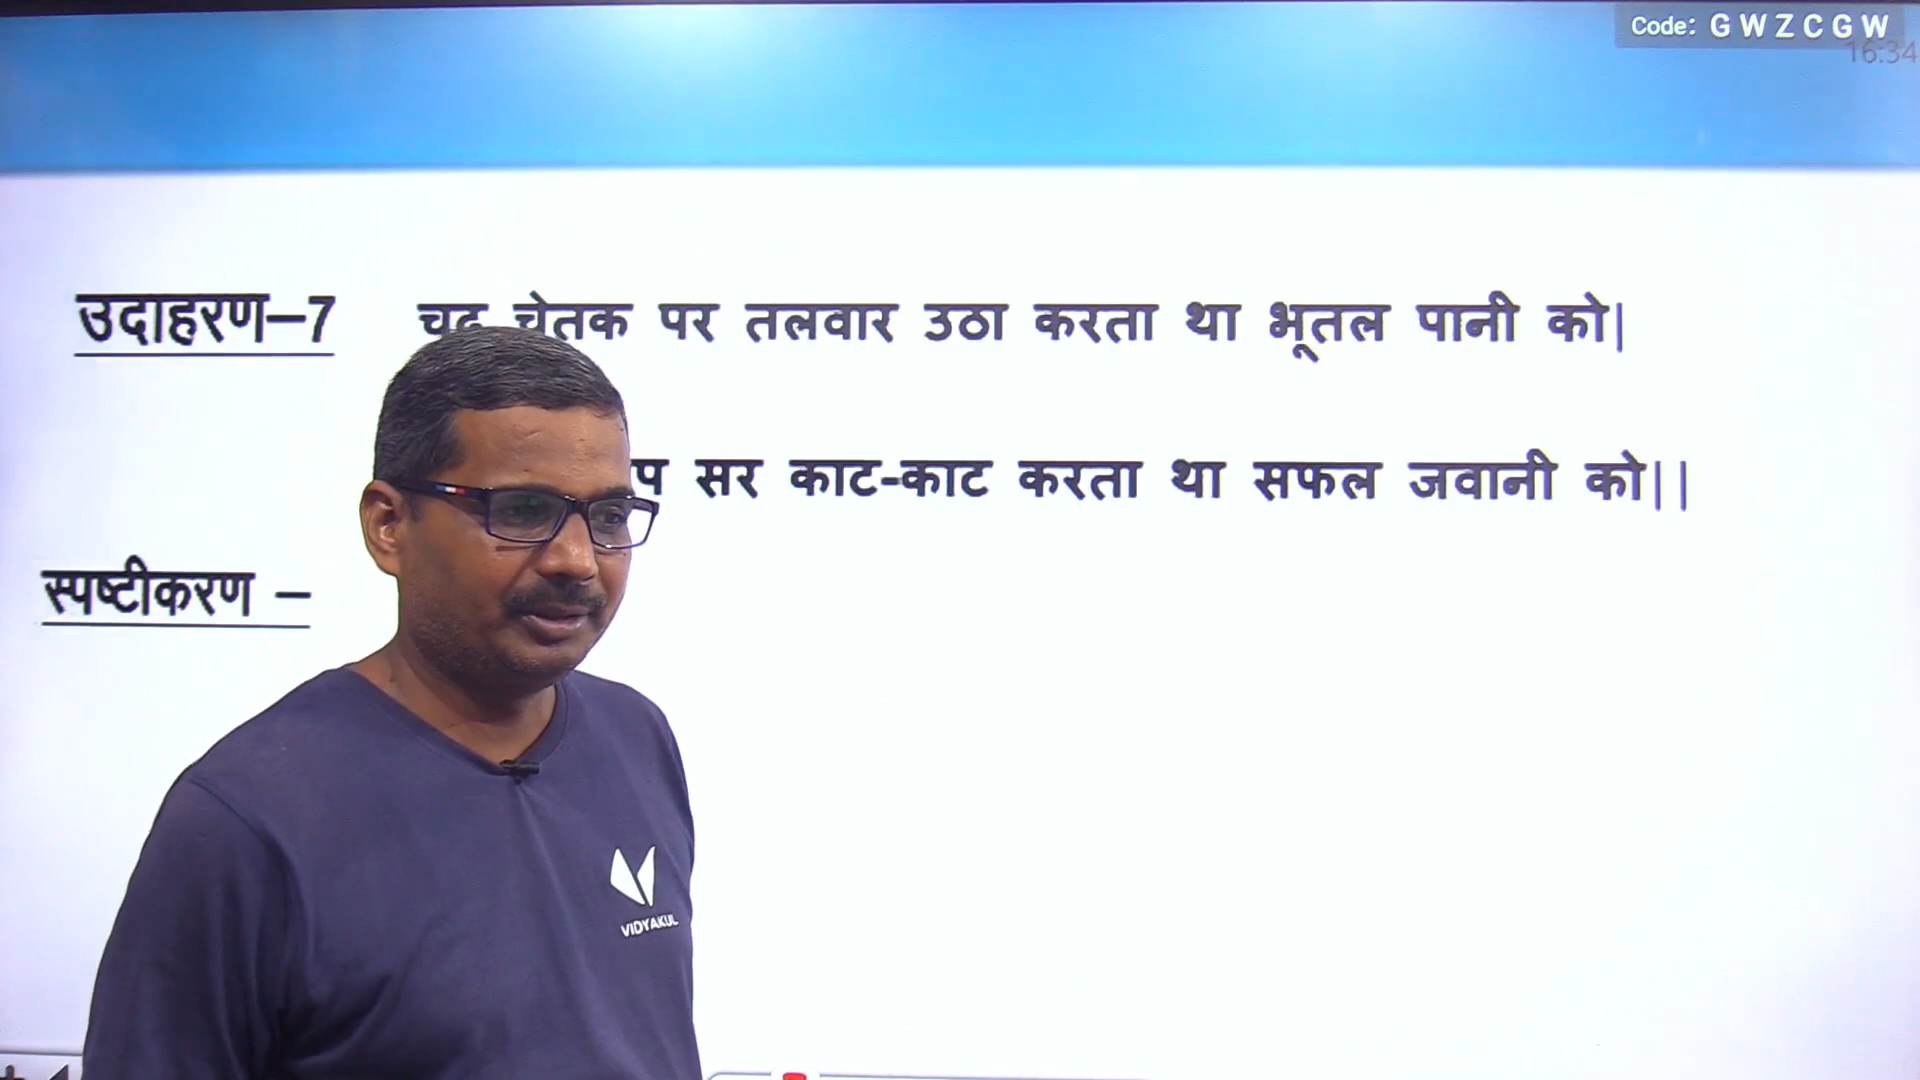 Code: G W Z C G W
16:34
उदाहरण–7 चढ़ चेतक पर तलवार उठा करता था भूतल पानी को|
सर काट-काट करता था सफल जवानी को||
स्पष्टीकरण –
VIDYAKUL